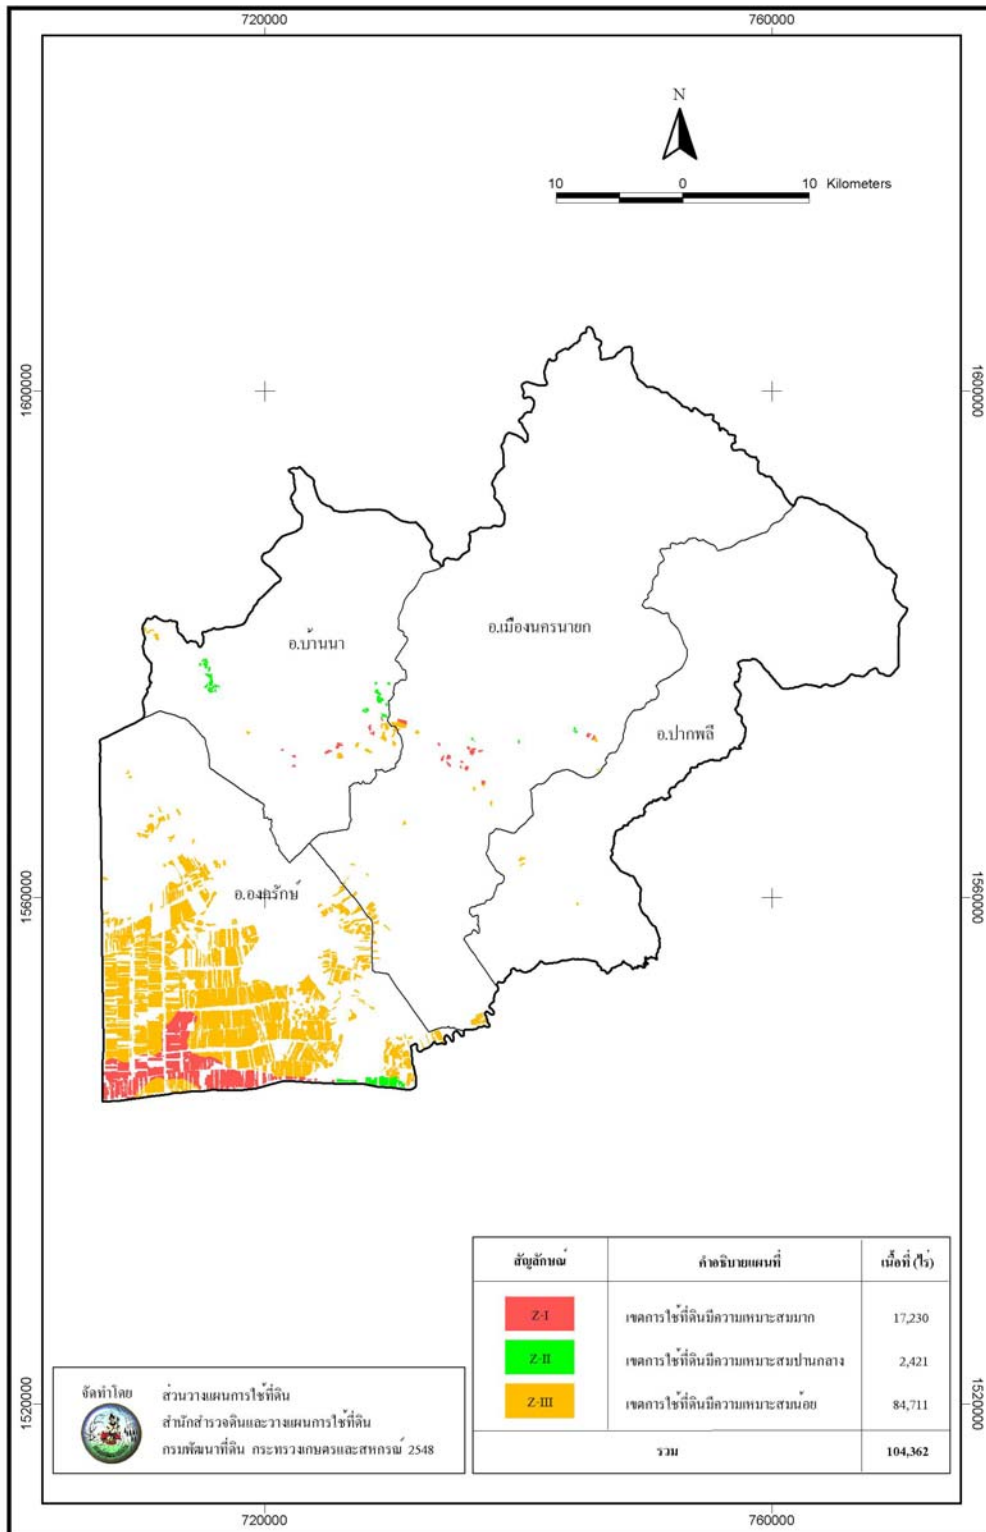 720000
760000
N
10 0 10 Kilometers
1600000
1600000
อ.เมืองนครนายก
อ.บ้านนา
อ.ปากพลี
อ.องครักษ์
1560000
1560000
สัญลักษณ์ คำอธิบายแผนที่ เนื้อที่ (ไร่)
Z-I เขตการใช้ที่ดินมีความเหมาะสมมาก 17,230
Z-II เขตการใช้ที่ดินมีความเหมาะสมปานกลาง 2,421
Z-III เขตการใช้ที่ดินมีความเหมาะสมน้อย 84,711
รวม 104,362
จัดทำโดย ส่วนวางแผนการใช้ที่ดิน
สำนักสำรวจดินและวางแผนการใช้ที่ดิน
กรมพัฒนาที่ดิน กระทรวงเกษตรและสหกรณ์ 2548
1520000
1520000
720000
760000